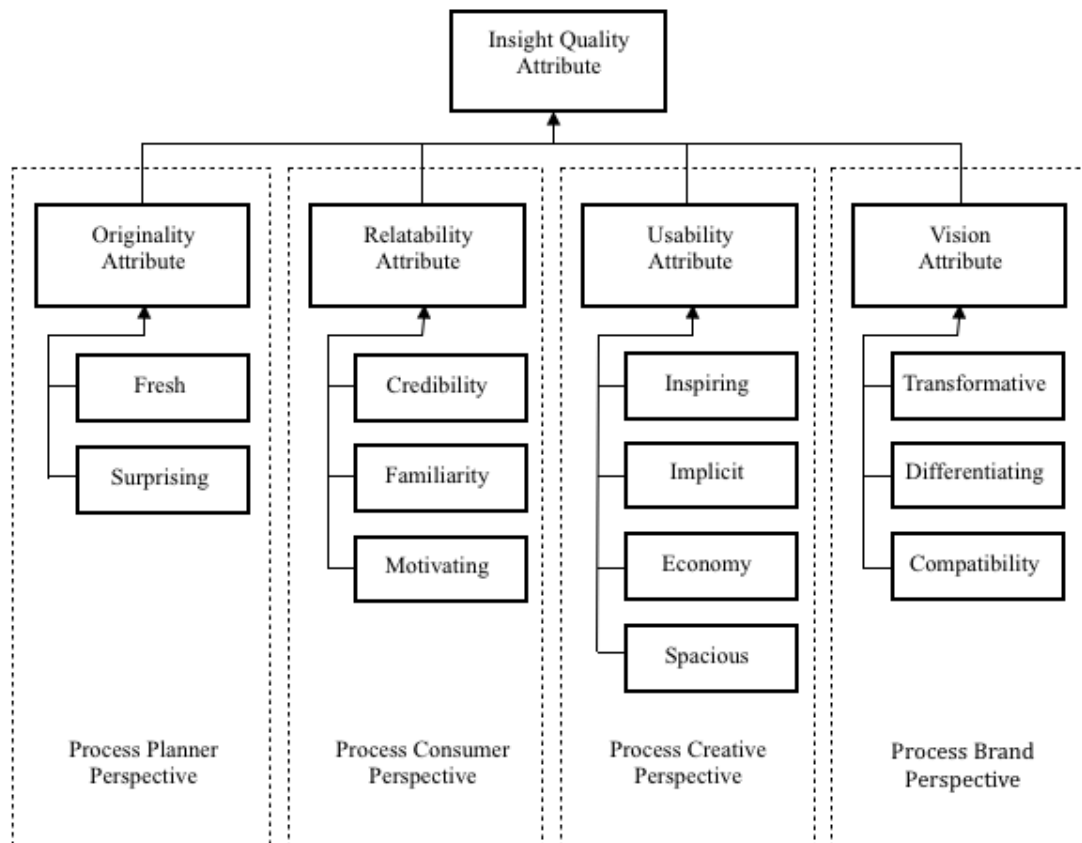 Insight Quality
Attribute
Originality
Attribute
Relatability
Attribute
Usability
Attribute
Vision
Attribute
Fresh
Surprising
Credibility
Familiarity
Motivating
Inspiring
Implicit
Economy
Spacious
Transformative
Differentiating
Compatibility
Process Planner
Perspective
Process Consumer
Perspective
Process Creative
Perspective
Process Brand
Perspective